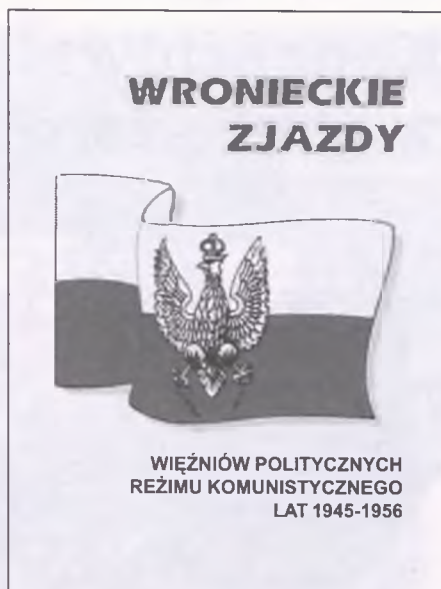 WRONIECKIE
ZJAZDY
WIĘŹNIÓW POLITYCZNYCH
REŻIMU KOMUNISTYCZNEGO
LAT 1945-1956